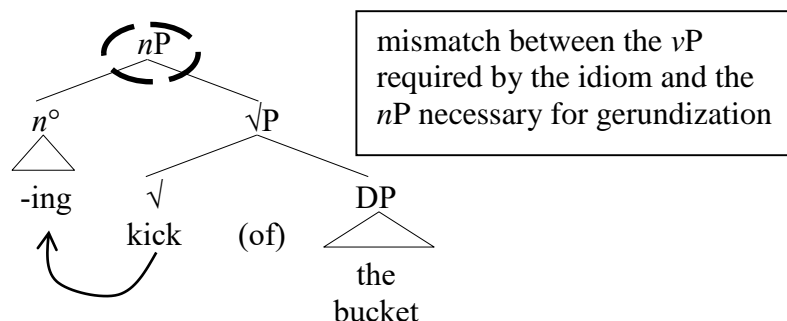 nP
mismatch between the vP
required by the idiom and the
nP necessary for gerundization
n° √P
-ing √ DP
kick (of)
the
bucket